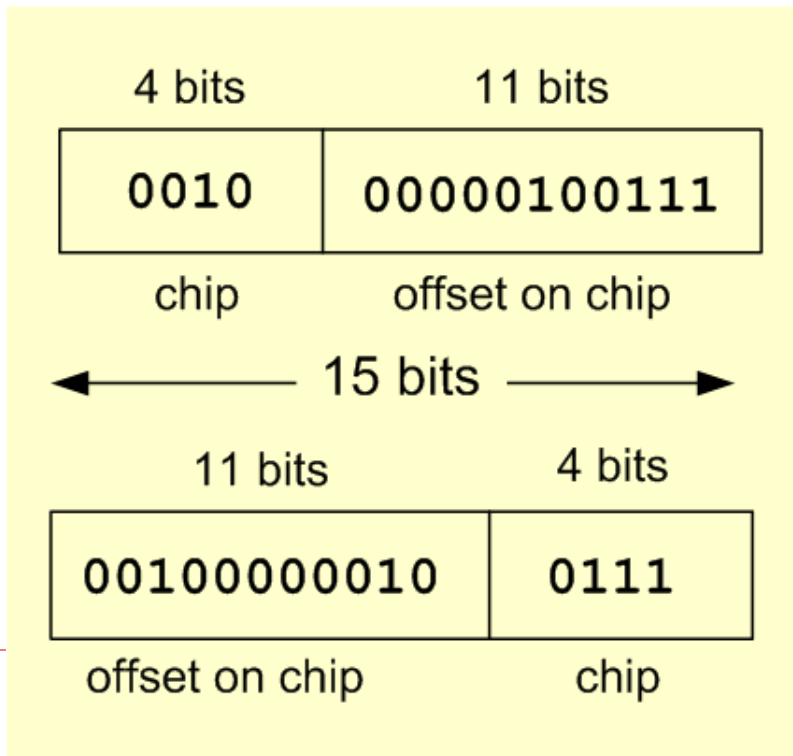 4 bits 11 bits
0010 00000100111
chip offset on chip
15 bits
11 bits 4 bits
00100000010 0111
offset on chip chip